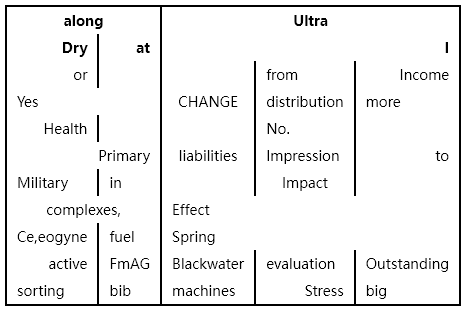 along Ultra
Dry at I
or from Income
Yes CHANGE distribution more
Health No.
Primary liabilities Impression to
Military in Impact
complexes, Effect
Ce,eogyne fuel Spring
active FmAG Blackwater evaluation Outstanding
sorting bib machines Stress big